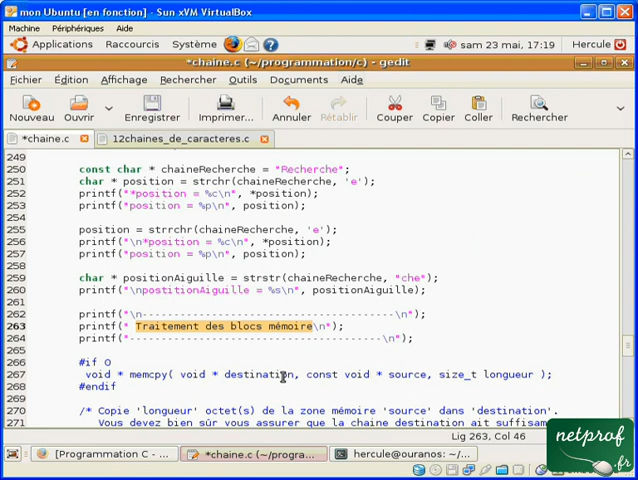 mon Ubuntu [en fonction] - Sun xVM VirtualBox
Machine Périphériques Aide
Applications Raccourcis Système sam 23 mai, 17:19 Hercule
*chaine.c (~/programmation/c) - gedit
Fichier Édition Affichage Rechercher Outils Documents Aide
Nouveau Ouvrir Enregistrer Imprimer... Annuler Rétablir Couper Copier Coller Rechercher
*chaine.c 12chaines_de_caracteres.c
249
250 const char * chaineRecherche = "Recherche";
251 char * position = strchr(chaineRecherche, 'e');
252 printf("*position = %c\n", *position);
253 printf("position = %p\n", position);
254
255 position = strrchr(chaineRecherche, 'e');
256 printf("\n*position = %c\n", *position);
257 printf("position = %p\n", position);
258
259 char * positionAiguille = strstr(chaineRecherche, "che");
260 printf("\npostitionAiguille = %s\n", positionAiguille);
261
262 printf("\n------------------------------------\n");
263 printf(" Traitement des blocs mémoire\n");
264 printf("------------------------------------\n");
265
266 #if 0
267 void * memcpy( void * destination, const void * source, size_t longueur );
268 #endif
269
270 /* Copie 'longueur' octet(s) de la zone mémoire 'source' dans 'destination'.
271 Vous devez bien sûr vous assurer que la chaine destination ait suffisam
Lig 263, Col 46
[Programmation C - ... *chaine.c (~/progra... hercule@ouranos: ~/...
netprof
.fr